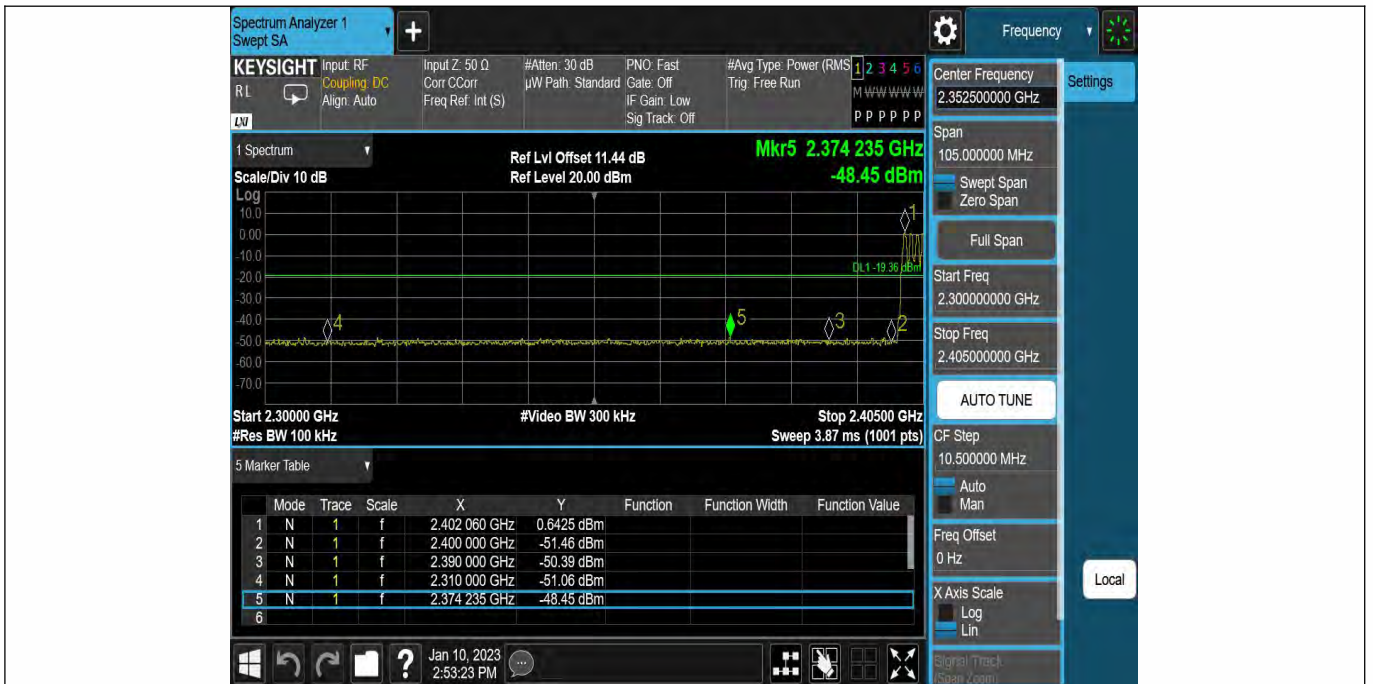 Spectrum Analyzer 1
Swept SA
+
Frequency
KEYSIGHT
RL
LXI
Input: RF
Coupling: DC
Align: Auto
Input Z: 50 Ω
Corr CCorr
Freq Ref: Int (S)
#Atten: 30 dB
µW Path: Standard
PNO: Fast
Gate: Off
IF Gain: Low
Sig Track: Off
#Avg Type: Power (RMS
Trig: Free Run
1 2 3 4 5 6
M W W W W W
P P P P P P
1 Spectrum
Scale/Div 10 dB
Ref Lvl Offset 11.44 dB
Ref Level 20.00 dBm
Mkr5 2.374 235 GHz
-48.45 dBm
Log
10.0
0.00
-10.0
-20.0
-30.0
-40.0
-50.0
-60.0
-70.0
1
DL1 -19.36 dBm
4
5
3
2
Start 2.30000 GHz
#Video BW 300 kHz
Stop 2.40500 GHz
#Res BW 100 kHz
Sweep 3.87 ms (1001 pts)
5 Marker Table
Mode Trace Scale X Y Function Function Width Function Value
1 N 1 f 2.402 060 GHz 0.6425 dBm
2 N 1 f 2.400 000 GHz -51.46 dBm
3 N 1 f 2.390 000 GHz -50.39 dBm
4 N 1 f 2.310 000 GHz -51.06 dBm
5 N 1 f 2.374 235 GHz -48.45 dBm
6
?
Jan 10, 2023
2:53:23 PM
Center Frequency
2.352500000 GHz
Settings
Span
105.000000 MHz
Swept Span
Zero Span
Full Span
Start Freq
2.300000000 GHz
Stop Freq
2.405000000 GHz
AUTO TUNE
CF Step
10.500000 MHz
Auto
Man
Freq Offset
0 Hz
X Axis Scale
Log
Lin
Signal Track
(Span Zoom)
Local